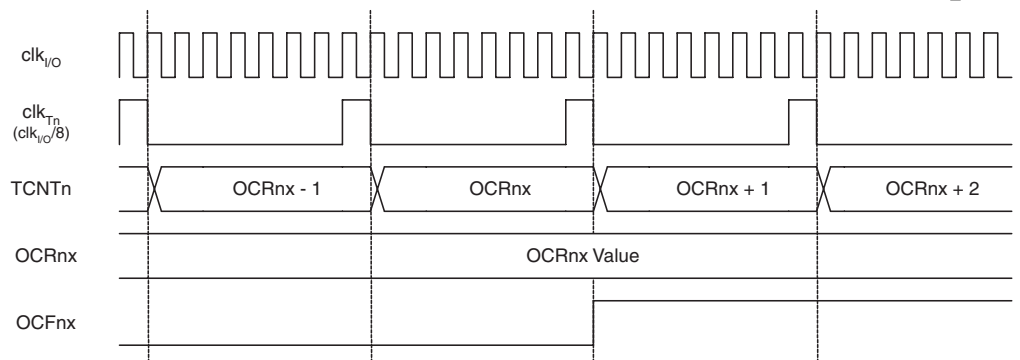 clkI/O
clkTn
(clkI/O/8)
TCNTn OCRnx - 1 OCRnx OCRnx + 1 OCRnx + 2
OCRnx OCRnx Value
OCFnx